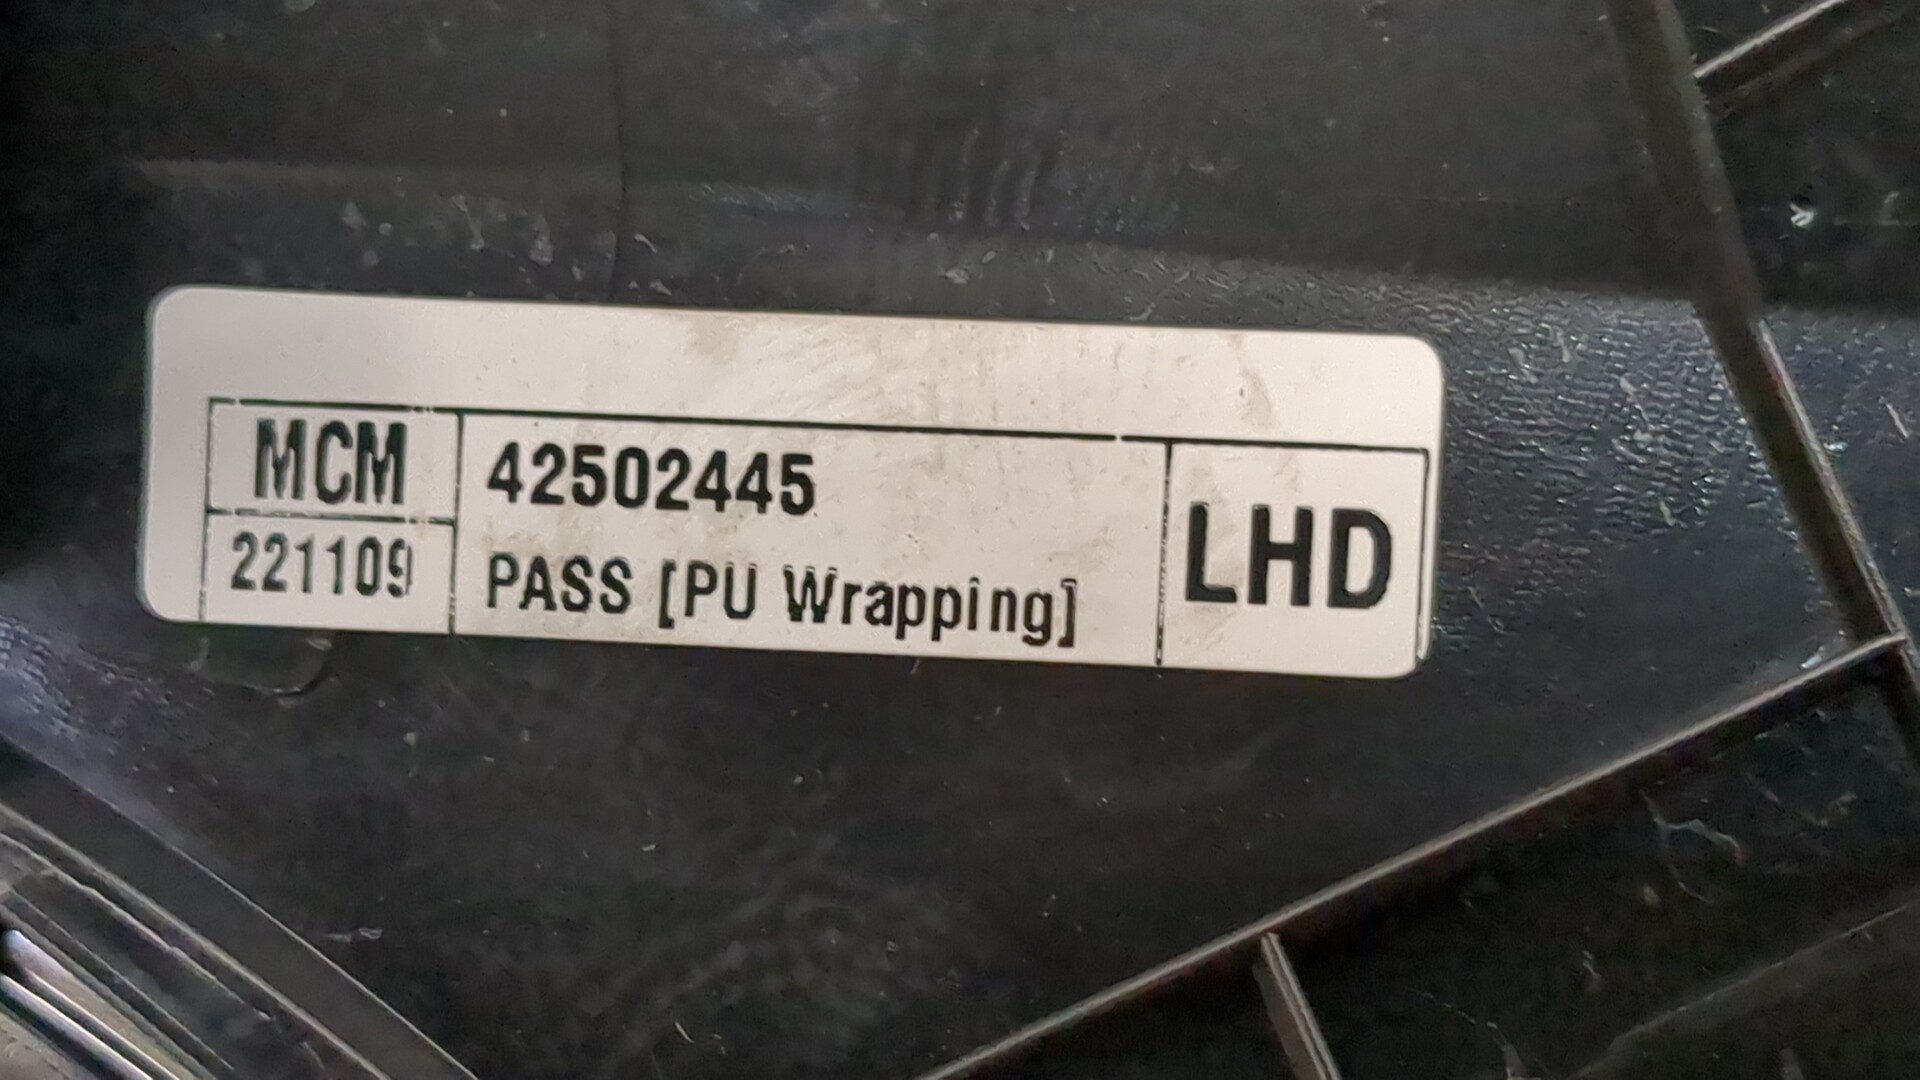 MCM
221109
42502445
PASS [PU Wrapping]
LHD